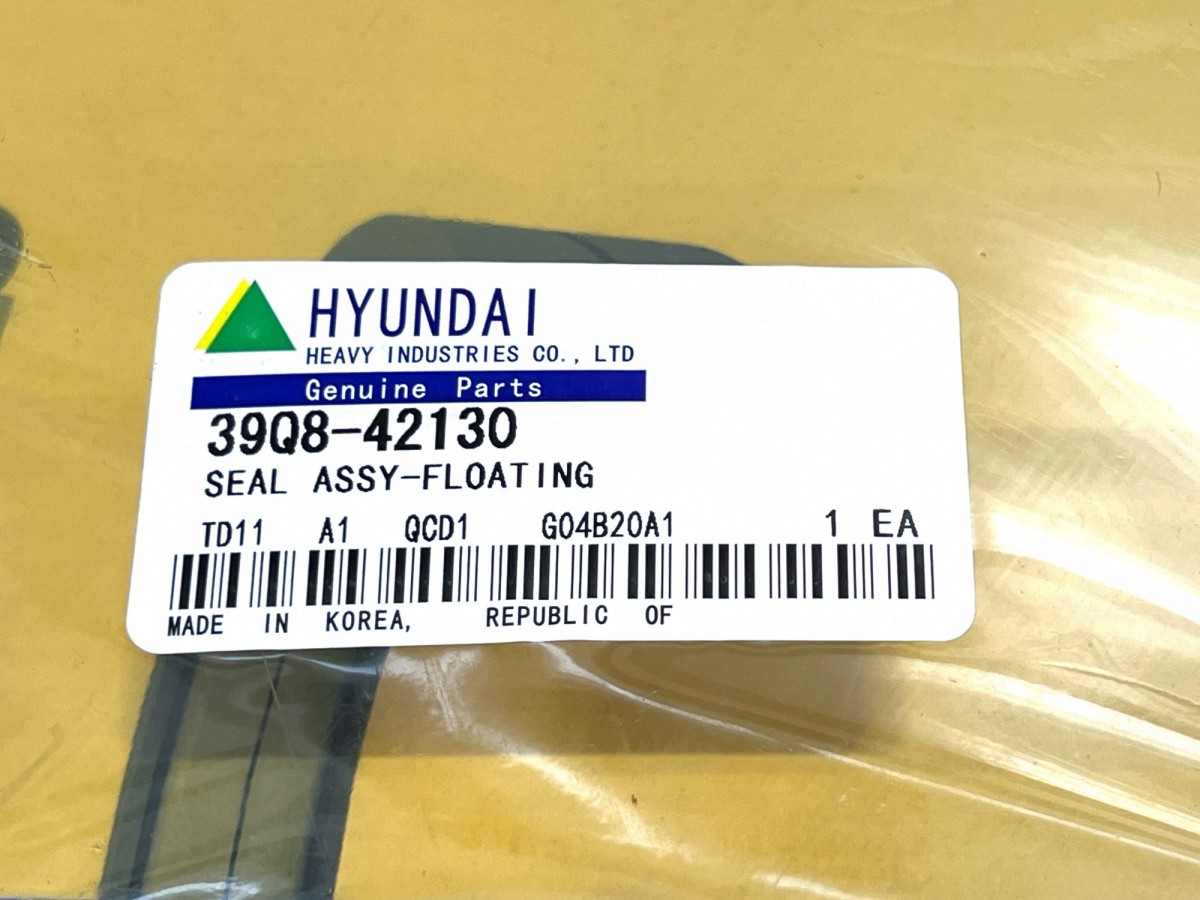 HYUNDAI
HEAVY INDUSTRIES CO., LTD
Genuine Parts
39Q8-42130
SEAL ASSY-FLOATING
TD11 A1 QCD1 G04B20A1 1 EA
MADE IN KOREA, REPUBLIC OF